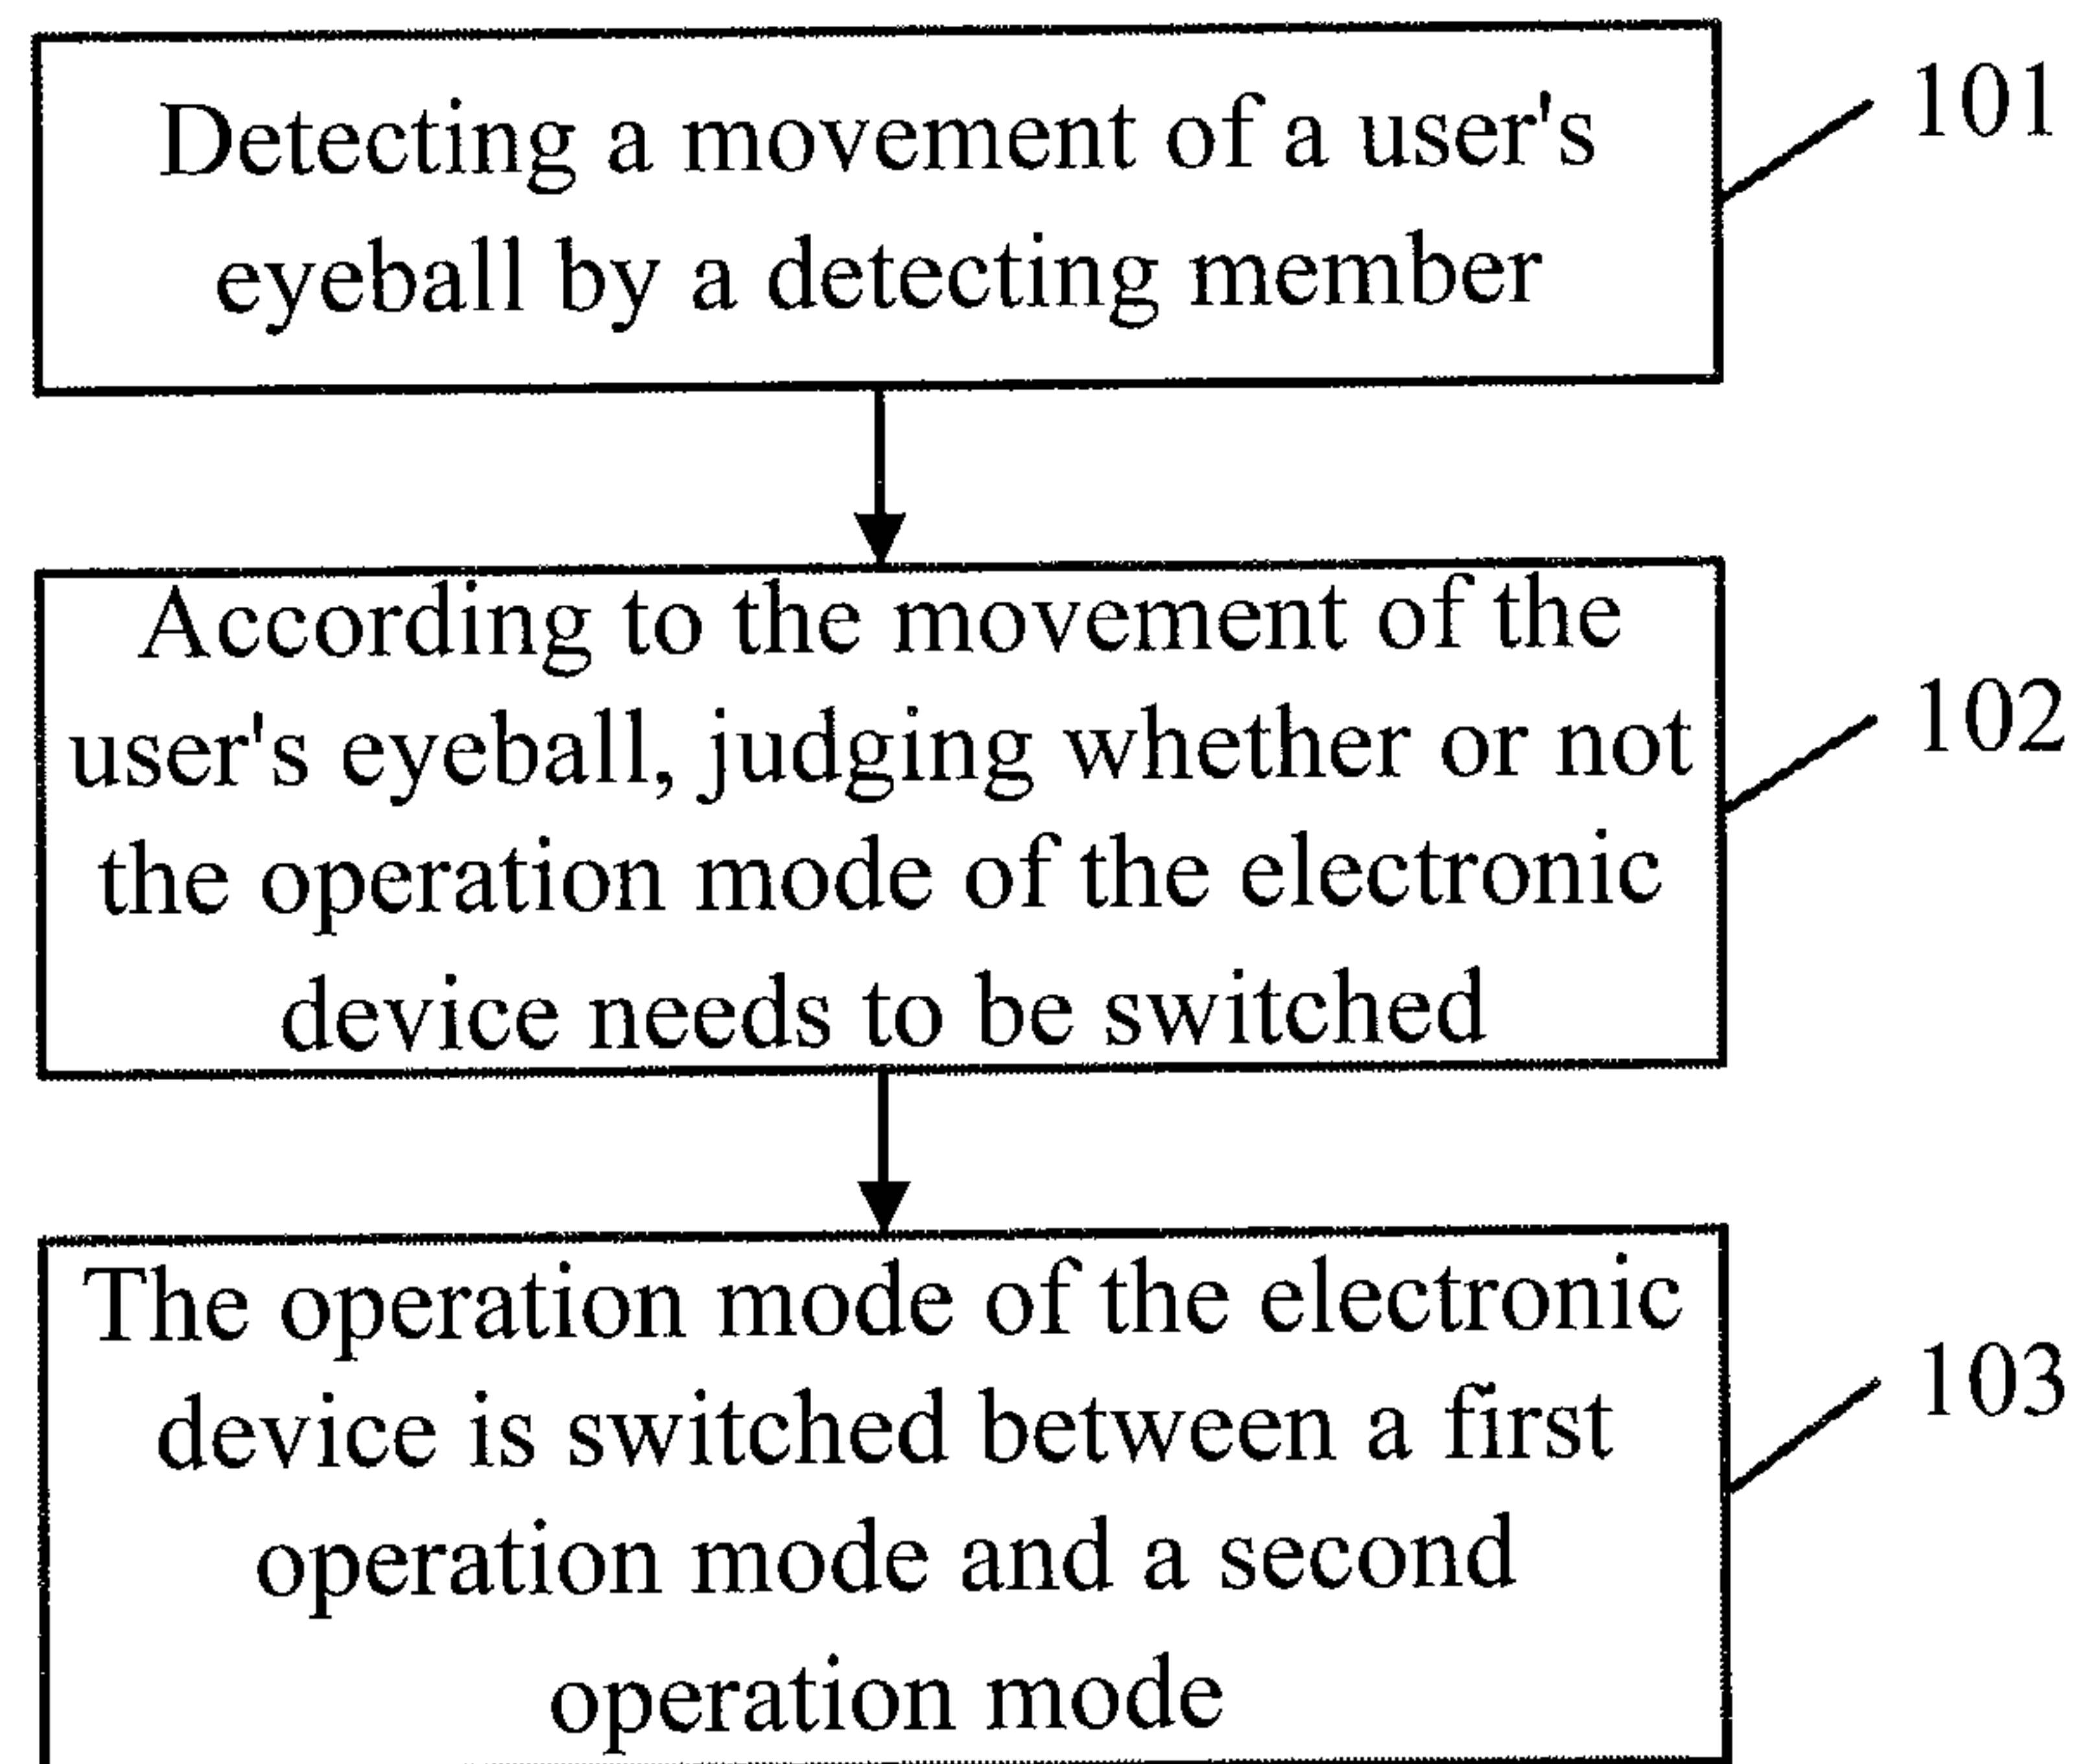 Detecting a movement of a user's
eyeball by a detecting member
101
According to the movement of the
user's eyeball, judging whether or not
the operation mode of the electronic
device needs to be switched
102
The operation mode of the electronic
device is switched between a first
operation mode and a second
operation mode
103